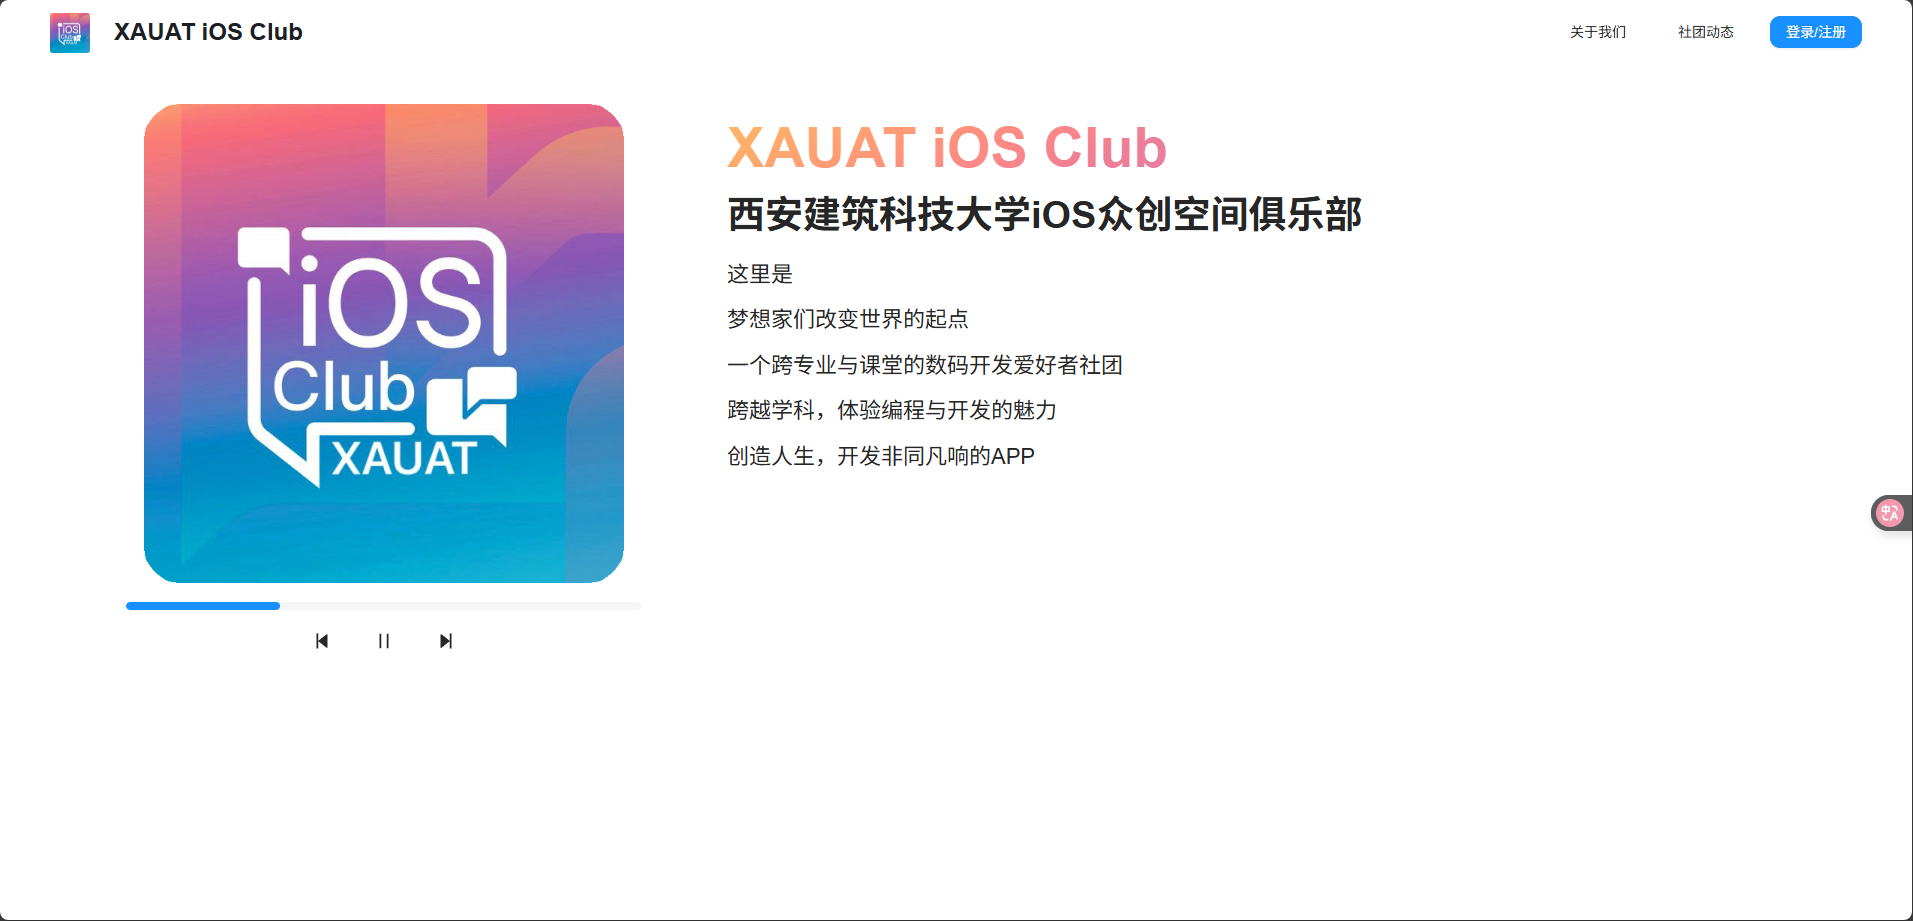 iOS
Club
XAUAT iOS Club
关于我们
社团动态
登录/注册
iOS
Club
XAUAT
XAUAT iOS Club
西安建筑科技大学iOS众创空间俱乐部
这里是
梦想家们改变世界的起点
一个跨专业与课堂的数码开发爱好者社团
跨越学科，体验编程与开发的魅力
创造人生，开发非同凡响的APP
中
A